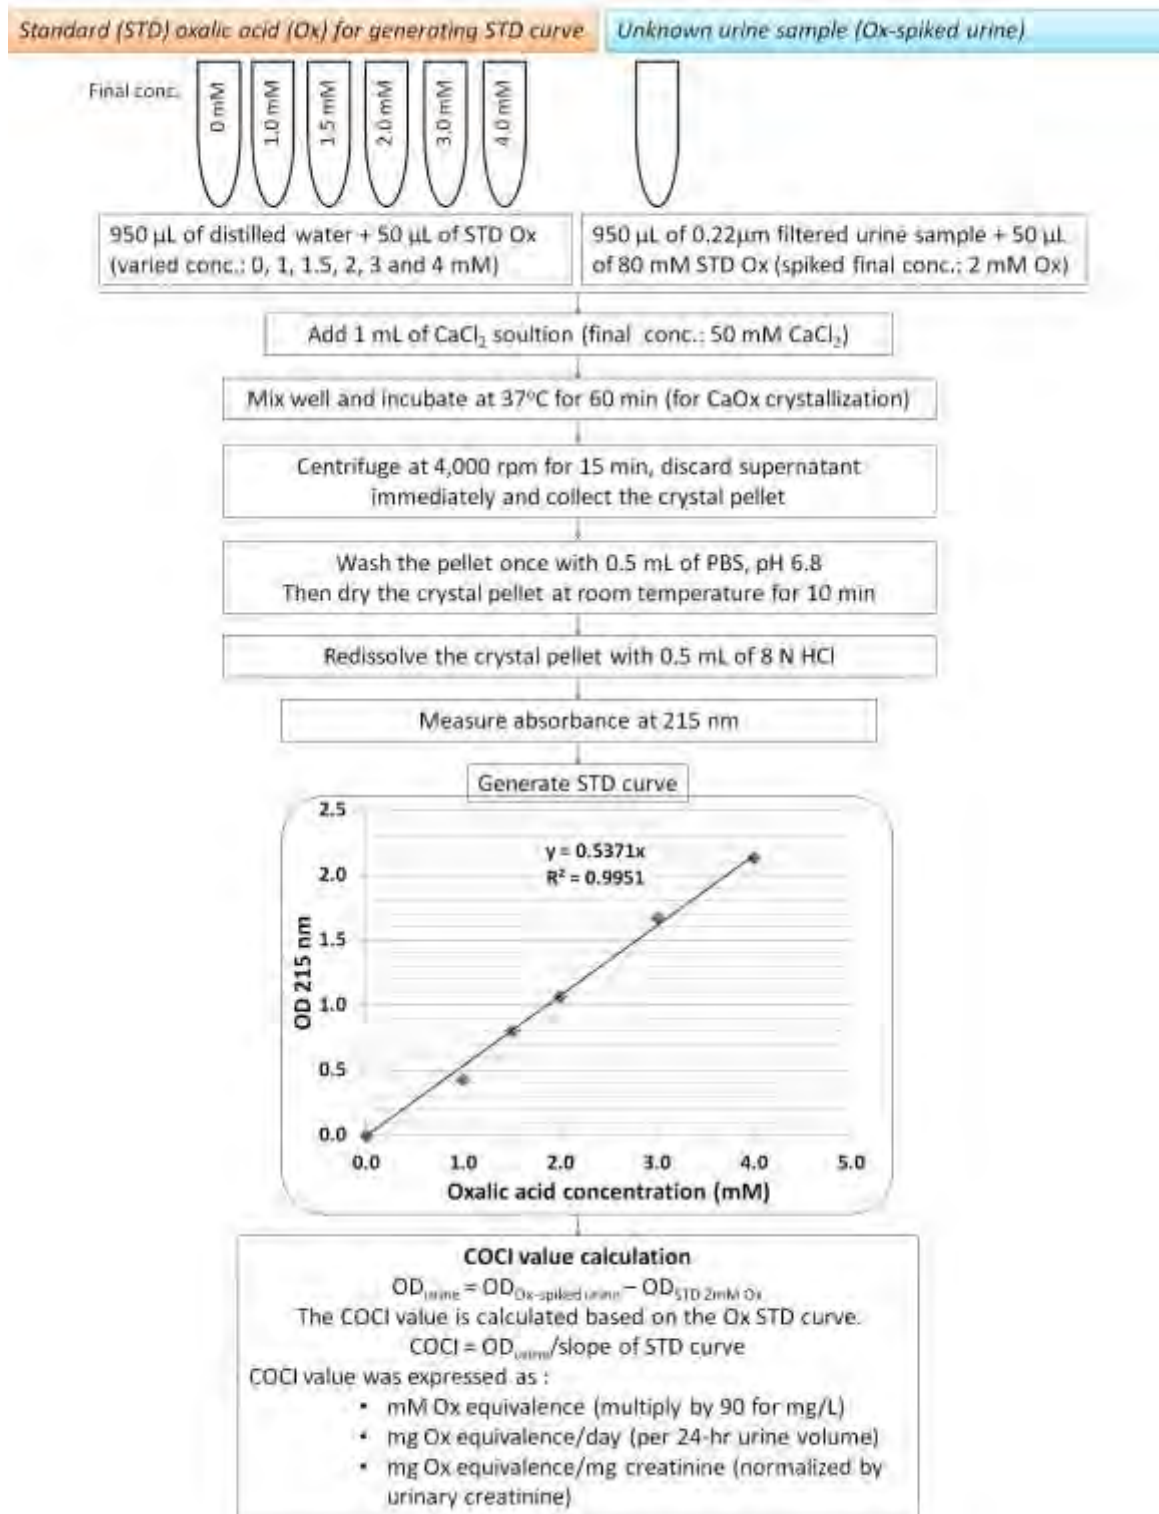 Standard (STD) oxalic acid (Ox) for generating STD curve
Unknown urine sample (Ox-spiked urine)
Final conc.
0 mM
1.0 mM
1.5 mM
2.0 mM
3.0 mM
4.0 mM
950 µL of distilled water + 50 µL of STD Ox
(varied conc.: 0, 1, 1.5, 2, 3 and 4 mM)
950 µL of 0.22µm filtered urine sample + 50 µL
of 80 mM STD Ox (spiked final conc.: 2 mM Ox)
Add 1 mL of CaCl₂ soultion (final conc.: 50 mM CaCl₂)
Mix well and incubate at 37°C for 60 min (for CaOx crystallization)
Centrifuge at 4,000 rpm for 15 min, discard supernatant
immediately and collect the crystal pellet
Wash the pellet once with 0.5 mL of PBS, pH 6.8
Then dry the crystal pellet at room temperature for 10 min
Redissolve the crystal pellet with 0.5 mL of 8 N HCl
Measure absorbance at 215 nm
Generate STD curve
2.5
2.0
1.5
1.0
0.5
0.0
OD 215 nm
y = 0.5371x
R² = 0.9951
0.0 1.0 2.0 3.0 4.0 5.0
Oxalic acid concentration (mM)
COCI value calculation
OD urine = OD Ox-spiked urine – OD STD 2mM Ox
The COCI value is calculated based on the Ox STD curve.
COCI = OD urine/slope of STD curve
COCI value was expressed as :
• mM Ox equivalence (multiply by 90 for mg/L)
• mg Ox equivalence/day (per 24-hr urine volume)
• mg Ox equivalence/mg creatinine (normalized by
urinary creatinine)